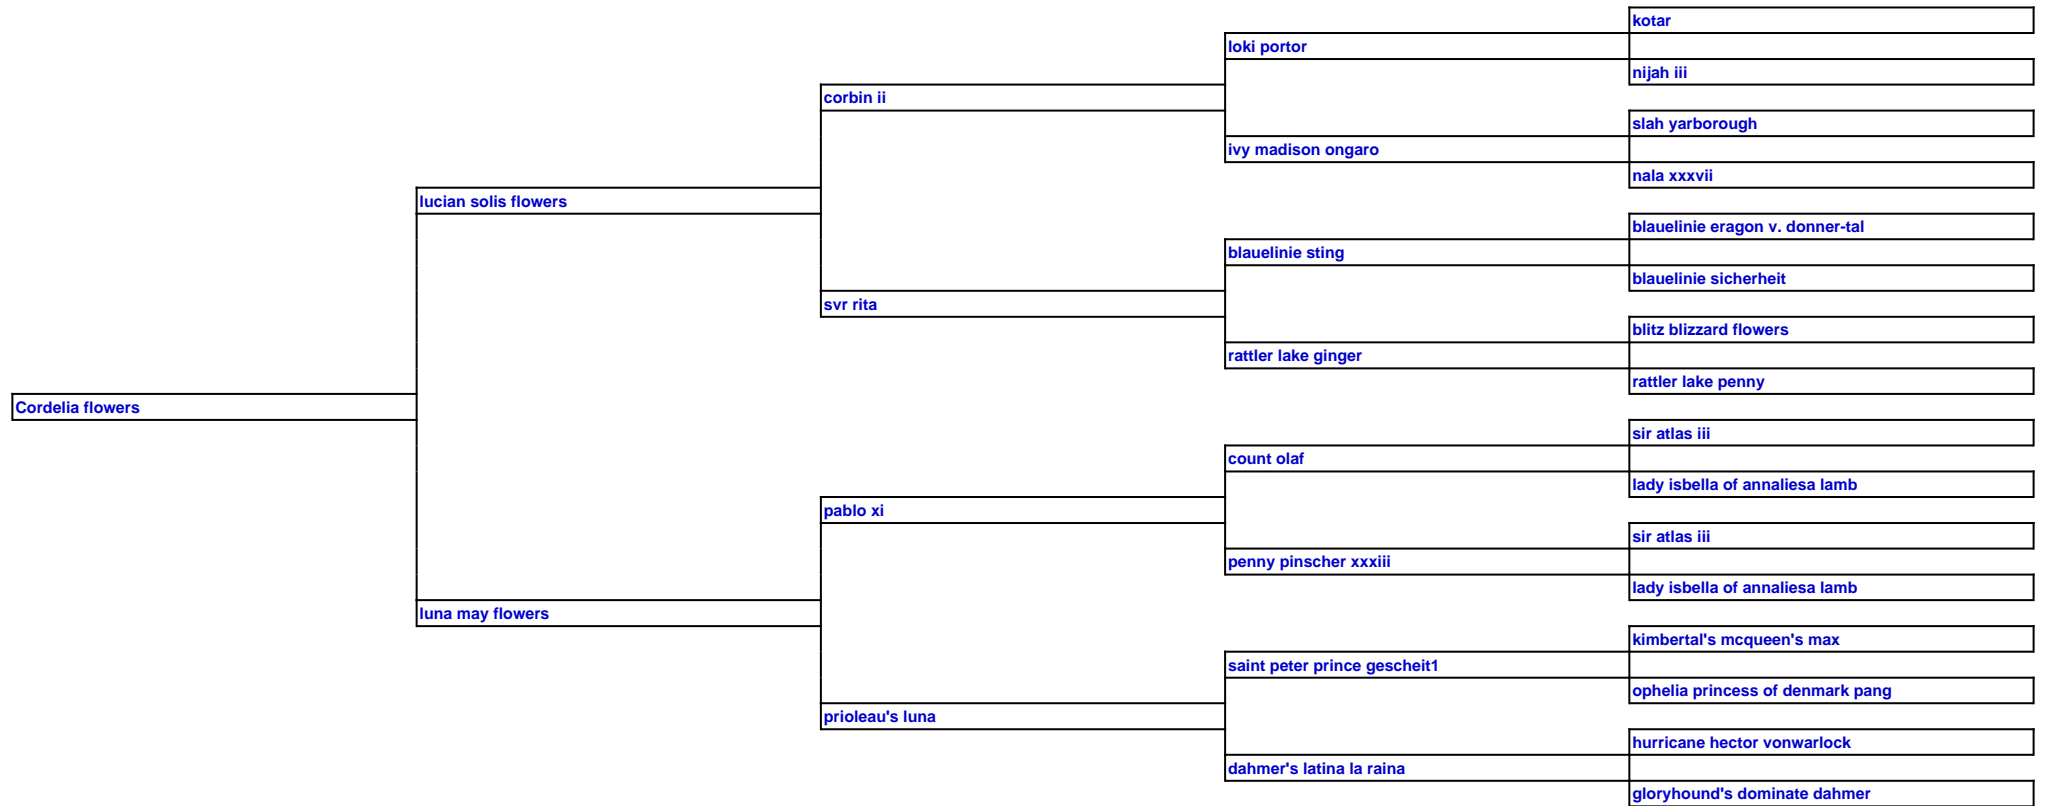 kotar
loki portor
nijah iii
corbin ii
slah yarborough
ivy madison ongaro
nala xxxvii
lucian solis flowers
blauelinie eragon v. donner-tal
blauelinie sting
blauelinie sicherheit
svr rita
blitz blizzard flowers
rattler lake ginger
rattler lake penny
Cordelia flowers
sir atlas iii
count olaf
lady isbella of annaliesa lamb
pablo xi
sir atlas iii
penny pinscher xxxiii
lady isbella of annaliesa lamb
luna may flowers
kimbertal's mcqueen's max
saint peter prince gescheit1
ophelia princess of denmark pang
prioleau's luna
hurricane hector vonwarlock
dahmer's latina la raina
gloryhound's dominate dahmer